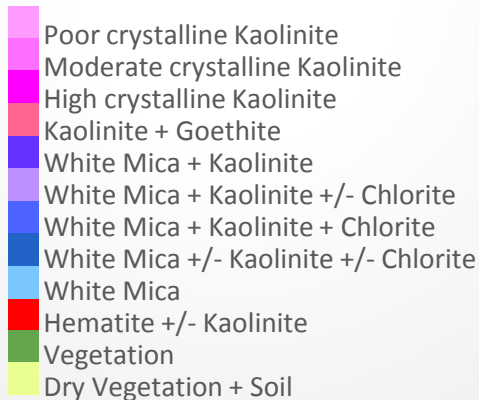 Poor crystalline Kaolinite
Moderate crystalline Kaolinite
High crystalline Kaolinite
Kaolinite + Goethite
White Mica + Kaolinite
White Mica + Kaolinite +/- Chlorite
White Mica + Kaolinite + Chlorite
White Mica +/- Kaolinite +/- Chlorite
White Mica
Hematite +/- Kaolinite
Vegetation
Dry Vegetation + Soil